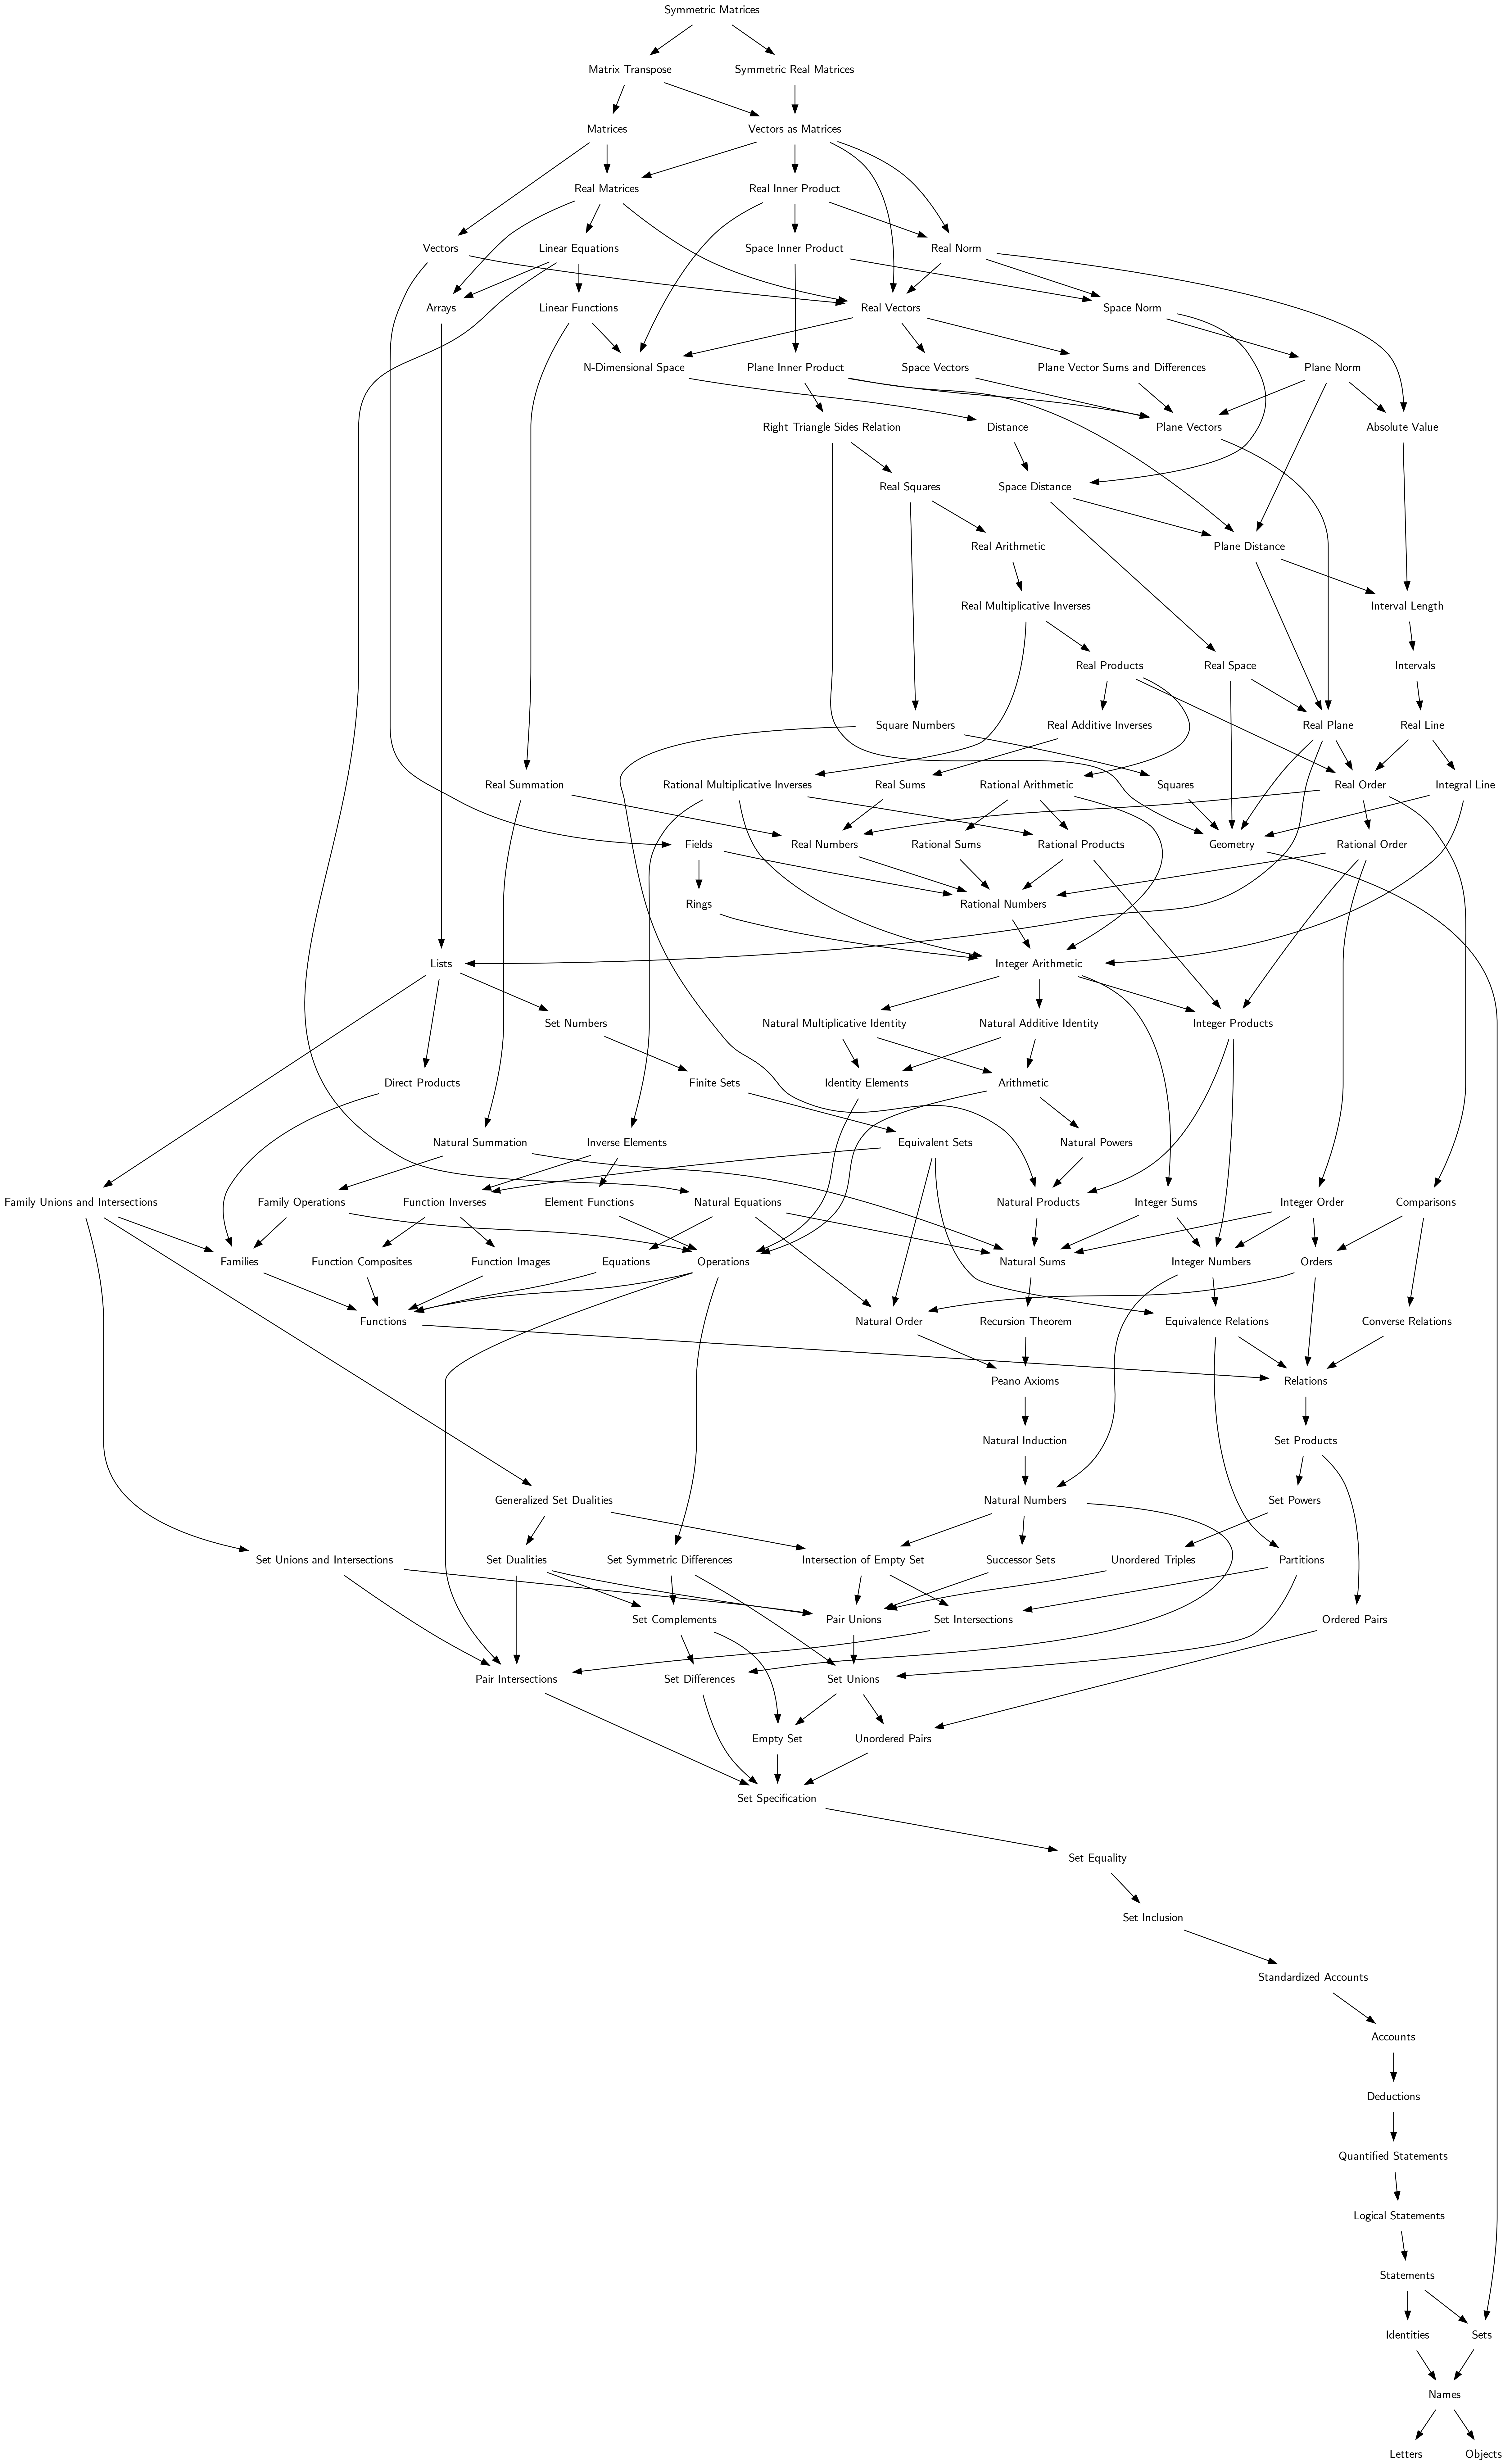 Symmetric Matrices
Matrix Transpose
Symmetric Real Matrices
Matrices
Vectors as Matrices
Real Matrices
Real Inner Product
Vectors
Linear Equations
Space Inner Product
Real Norm
Arrays
Linear Functions
Real Vectors
Space Norm
N-Dimensional Space
Plane Inner Product
Space Vectors
Plane Vector Sums and Differences
Plane Norm
Right Triangle Sides Relation
Distance
Plane Vectors
Absolute Value
Real Squares
Space Distance
Real Arithmetic
Plane Distance
Real Multiplicative Inverses
Interval Length
Real Products
Real Space
Intervals
Square Numbers
Real Additive Inverses
Real Plane
Real Line
Real Summation
Rational Multiplicative Inverses
Real Sums
Rational Arithmetic
Squares
Real Order
Integral Line
Fields
Real Numbers
Rational Sums
Rational Products
Geometry
Rational Order
Rings
Rational Numbers
Lists
Integer Arithmetic
Set Numbers
Natural Multiplicative Identity
Natural Additive Identity
Integer Products
Direct Products
Finite Sets
Identity Elements
Arithmetic
Natural Summation
Inverse Elements
Equivalent Sets
Natural Powers
Family Unions and Intersections
Family Operations
Function Inverses
Element Functions
Natural Equations
Natural Products
Integer Sums
Integer Order
Comparisons
Families
Function Composites
Function Images
Equations
Operations
Natural Sums
Integer Numbers
Orders
Functions
Natural Order
Recursion Theorem
Equivalence Relations
Converse Relations
Peano Axioms
Relations
Natural Induction
Set Products
Generalized Set Dualities
Natural Numbers
Set Powers
Set Unions and Intersections
Set Dualities
Set Symmetric Differences
Intersection of Empty Set
Successor Sets
Unordered Triples
Partitions
Set Complements
Pair Unions
Set Intersections
Ordered Pairs
Pair Intersections
Set Differences
Set Unions
Empty Set
Unordered Pairs
Set Specification
Set Equality
Set Inclusion
Standardized Accounts
Accounts
Deductions
Quantified Statements
Logical Statements
Statements
Identities
Sets
Names
Letters
Objects